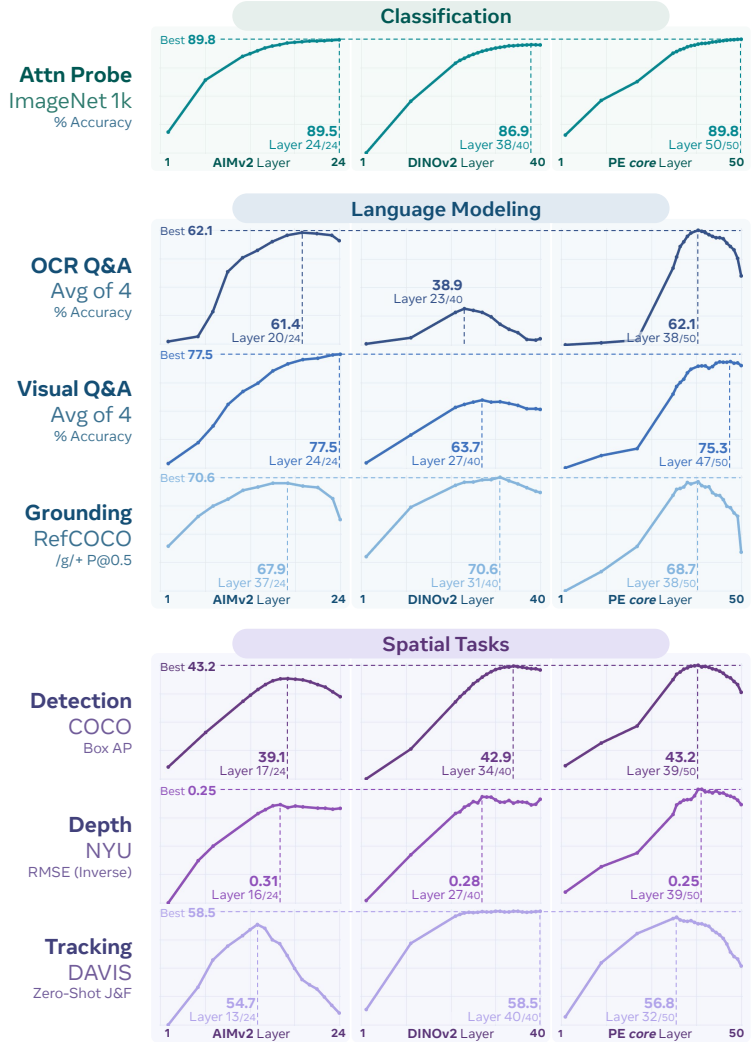 Classification
Attn Probe
ImageNet 1k
% Accuracy
Best 89.8
89.5
Layer 24/24
86.9
Layer 38/40
89.8
Layer 50/50
1 AIMv2 Layer 24
1 DINOv2 Layer 40
1 PE core Layer 50
Language Modeling
OCR Q&A
Avg of 4
% Accuracy
Best 62.1
61.4
Layer 20/24
38.9
Layer 23/40
62.1
Layer 38/50
Visual Q&A
Avg of 4
% Accuracy
Best 77.5
77.5
Layer 24/24
63.7
Layer 27/40
75.3
Layer 47/50
Grounding
RefCOCO
/g/+ P@0.5
Best 70.6
67.9
Layer 37/24
70.6
Layer 31/40
68.7
Layer 38/50
1 AIMv2 Layer 24
1 DINOv2 Layer 40
1 PE core Layer 50
Spatial Tasks
Detection
COCO
Box AP
Best 43.2
39.1
Layer 17/24
42.9
Layer 34/40
43.2
Layer 39/50
Depth
NYU
RMSE (Inverse)
Best 0.25
0.31
Layer 16/24
0.28
Layer 27/40
0.25
Layer 39/50
Tracking
DAVIS
Zero-Shot J&F
Best 58.5
54.7
Layer 13/24
58.5
Layer 40/40
56.8
Layer 32/50
1 AIMv2 Layer 24
1 DINOv2 Layer 40
1 PE core Layer 50